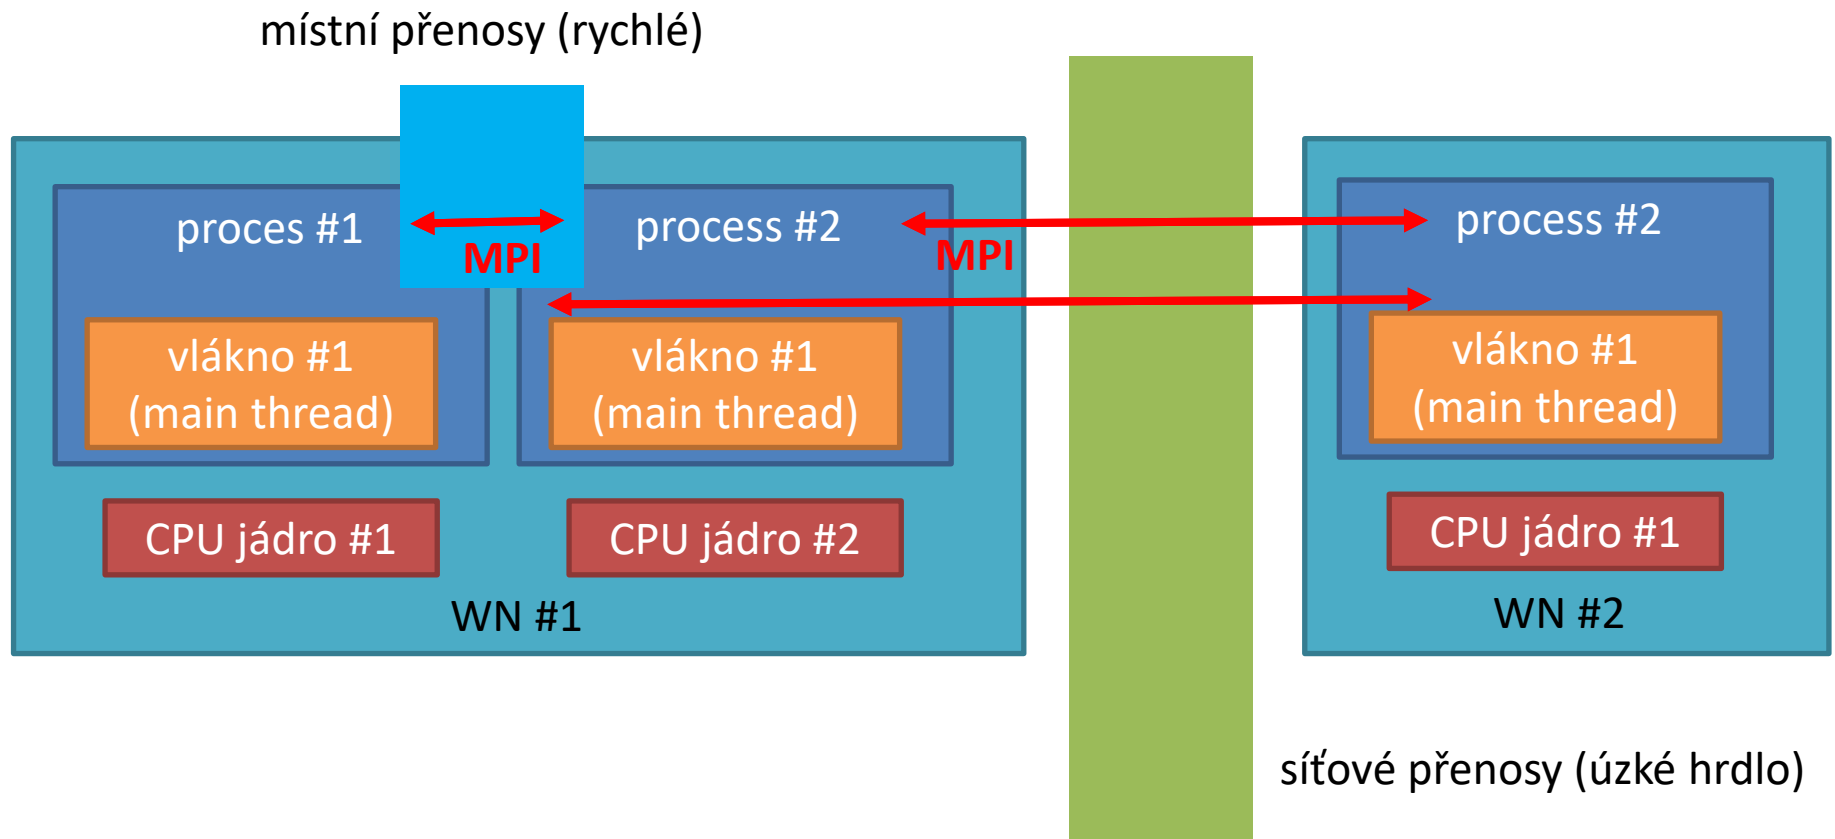 místní přenosy (rychlé)
proces #1
process #2
process #2
MPI
MPI
vlákno #1
(main thread)
vlákno #1
(main thread)
vlákno #1
(main thread)
CPU jádro #1
CPU jádro #2
CPU jádro #1
WN #1
WN #2
síťové přenosy (úzké hrdlo)